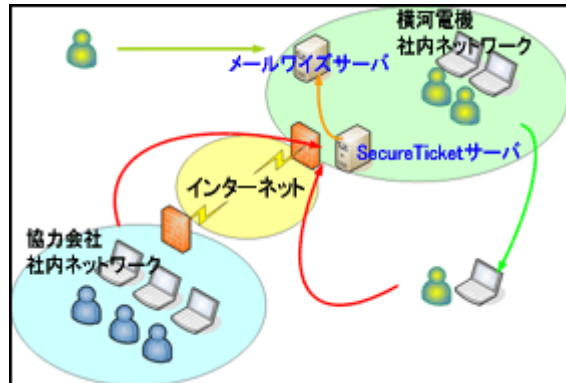 横河電機
社内ネットワーク
メールワイズサーバ
SecureTicketサーバ
インターネット
協力会社
社内ネットワーク